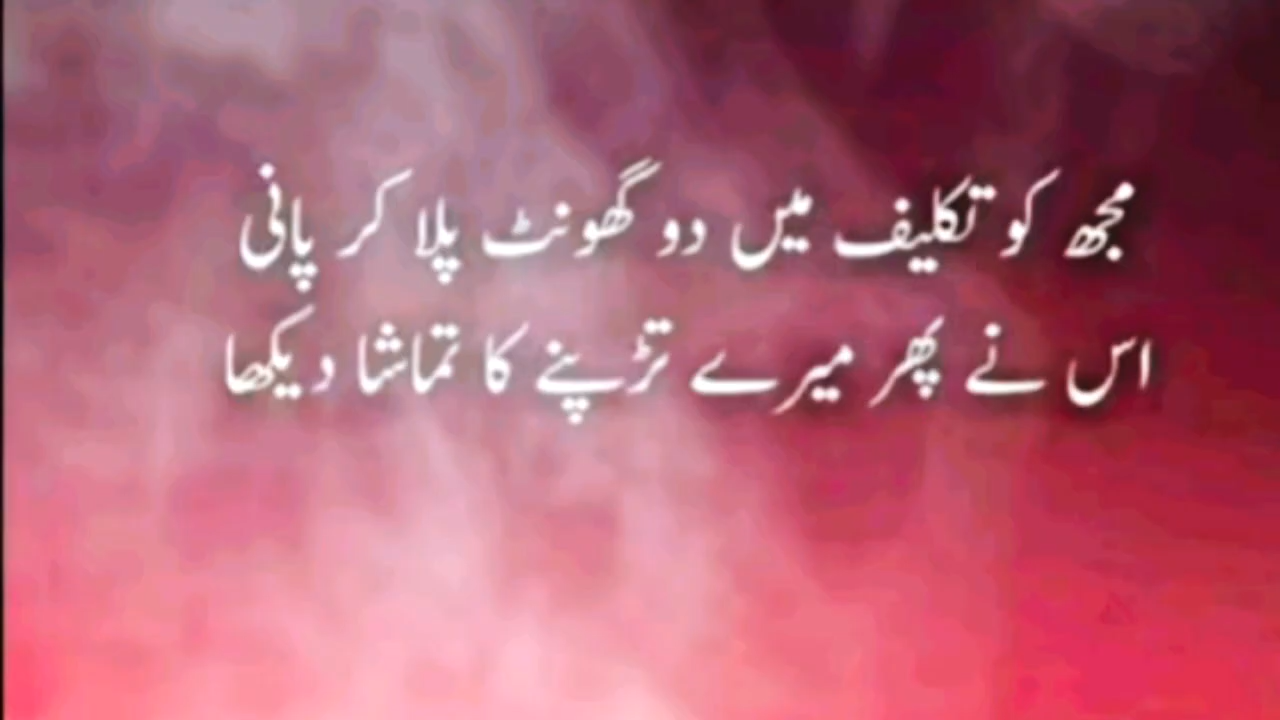 مجھ کو تکلیف میں دو گھونٹ پلا کر پانی
اس نے پھر میرے تڑپنے کا تماشا دیکھا